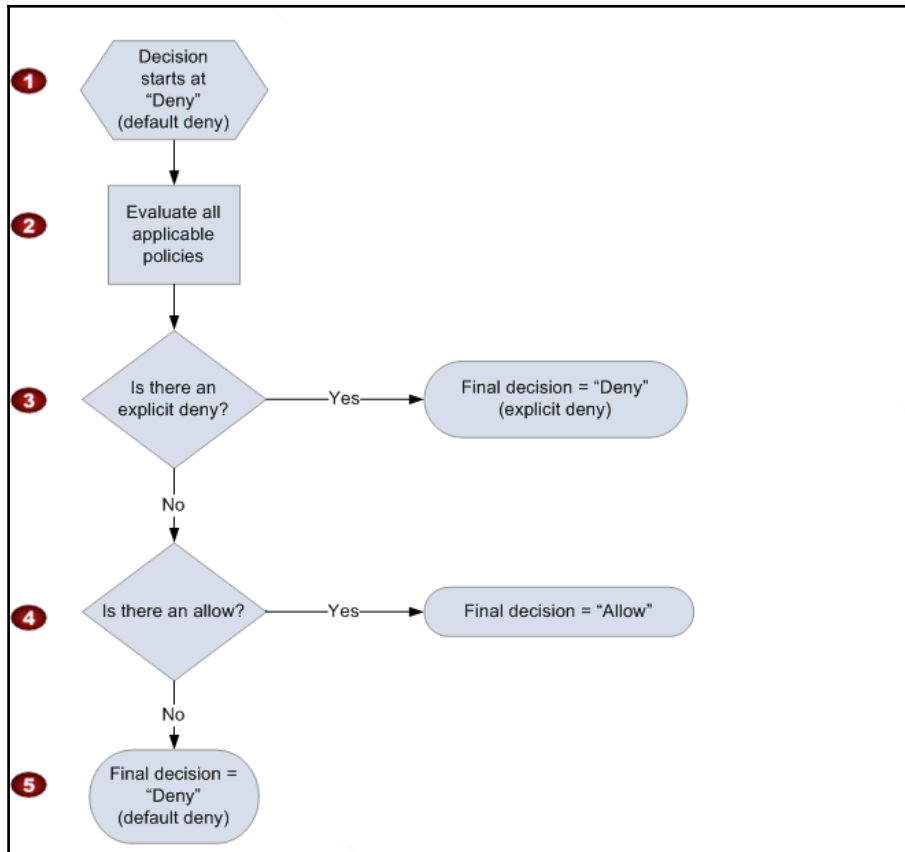 1
Decision
starts at
“Deny”
(default deny)
2
Evaluate all
applicable
policies
3
Is there an
explicit deny?
Yes
Final decision = “Deny”
(explicit deny)
No
4
Is there an allow?
Yes
Final decision = “Allow”
No
5
Final decision =
“Deny”
(default deny)